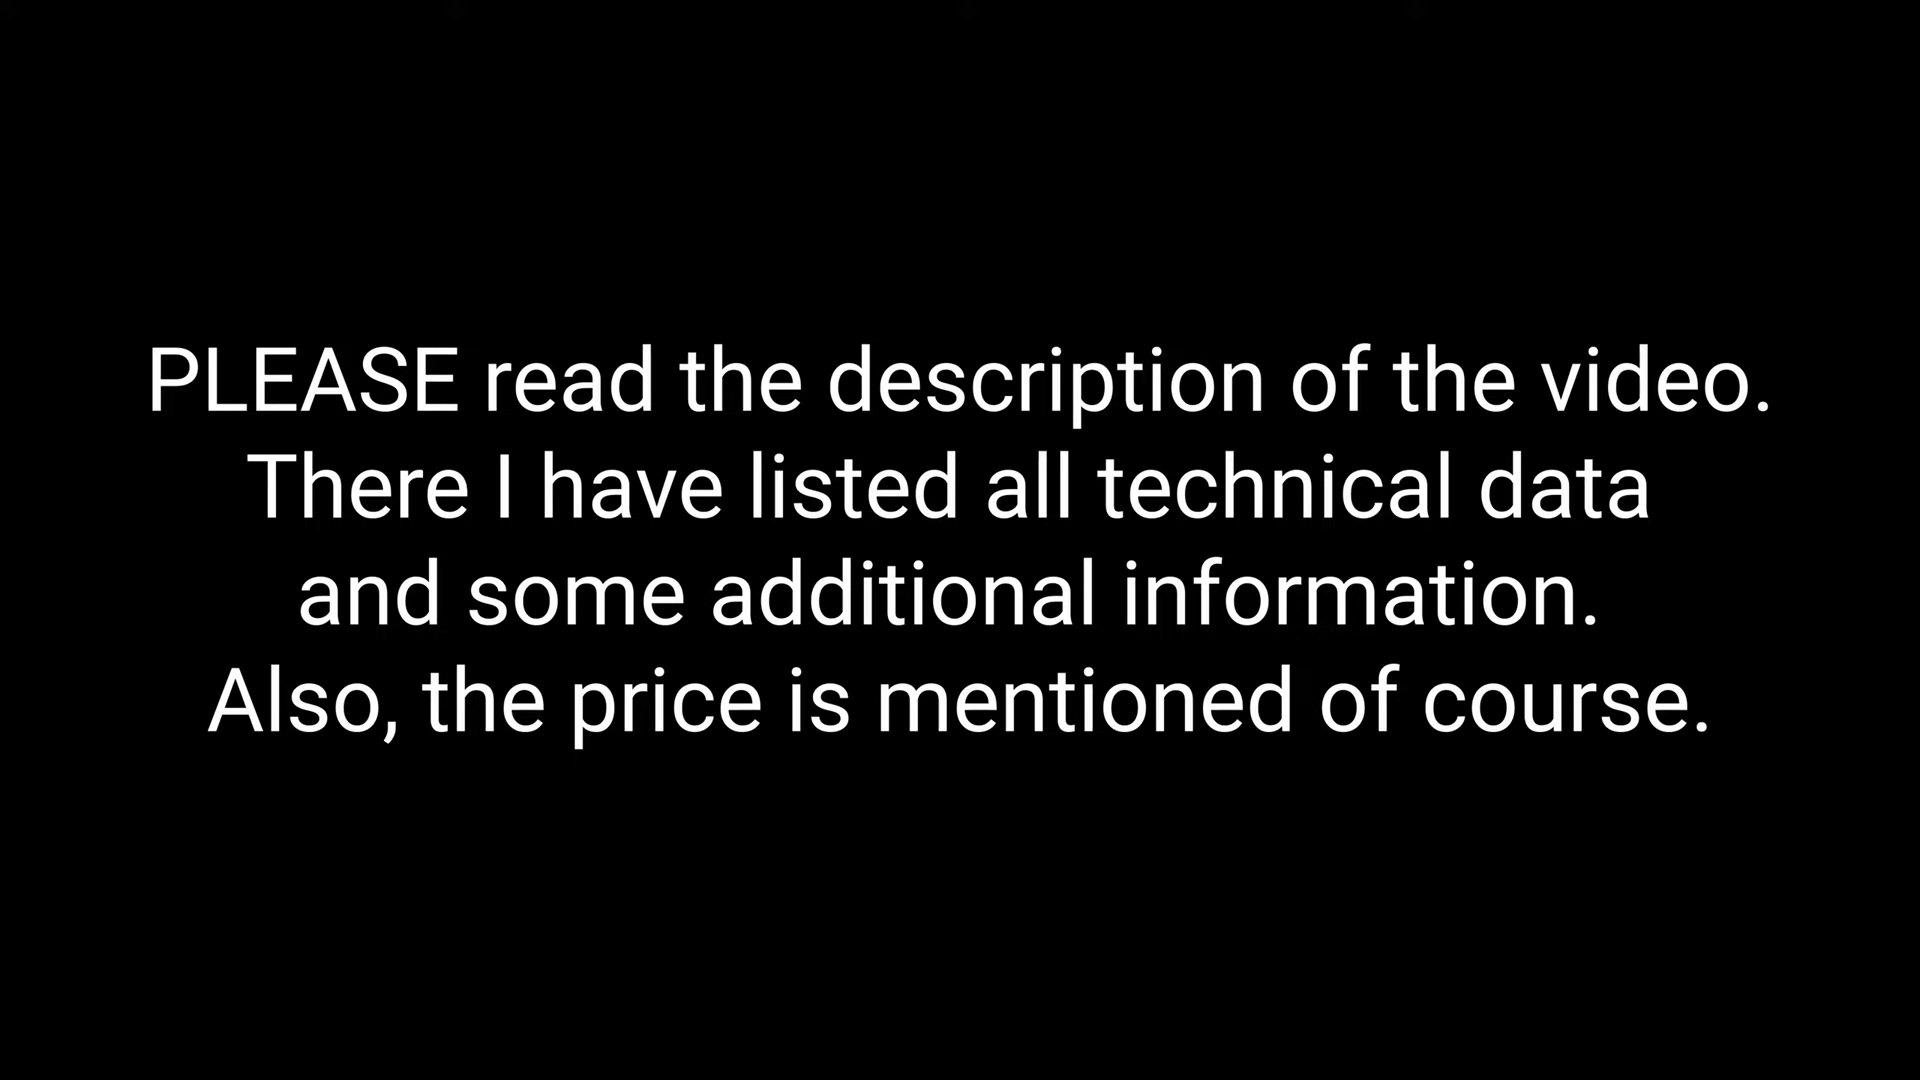 PLEASE read the description of the video.
There I have listed all technical data
and some additional information.
Also, the price is mentioned of course.